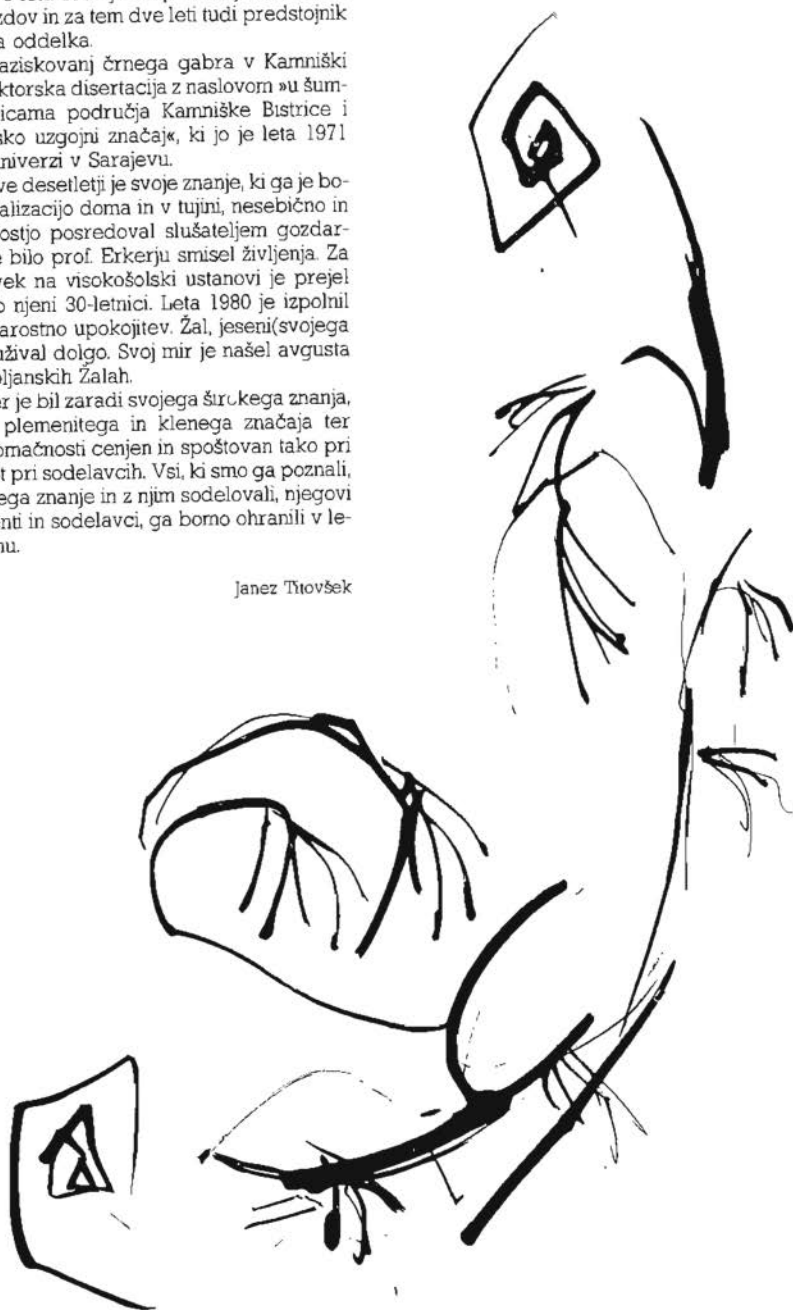 zdov in za tem dve leti tudi predstojnik
a oddelka.
aziskovanj črnega gabra v Kamniški
ktorska disertacija z naslovom »u šum-
icama područja Kamniške Bistrice i
sko uzgojni značaj«, ki jo je leta 1971
niverzi v Sarajevu.
ve desetletji je svoje znanje, ki ga je bo-
alizacijo doma in v tujini, nesebično in
ostjo posredoval slušateljem gozdar-
e bilo prof. Erkerju smisel življenja. Za
vek na visokošolski ustanovi je prejel
o njeni 30-letnici. Leta 1980 je izpolnil
arostno upokojitev. Žal, jeseni(svojega
užival dolgo. Svoj mir je našel avgusta
ljanskih Žalah.
er je bil zaradi svojega širokega znanja,
plemenitega in klenega značaja ter
omačnosti cenjen in spoštovan tako pri
t pri sodelavcih. Vsi, ki smo ga poznali,
ega znanje in z njim sodelovali, njegovi
nti in sodelavci, ga bomo ohranili v le-
nu.
Janez Titovšek